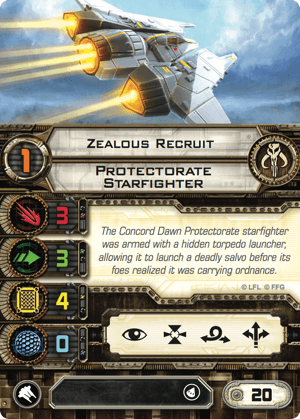 Zealous Recruit
1
Protectorate
Starfighter
3
3
4
0
The Concord Dawn Protectorate starfighter
was armed with a hidden torpedo launcher,
allowing it to launch a deadly salvo before its
foes realized it was carrying ordnance.
© LFL © FFG
20